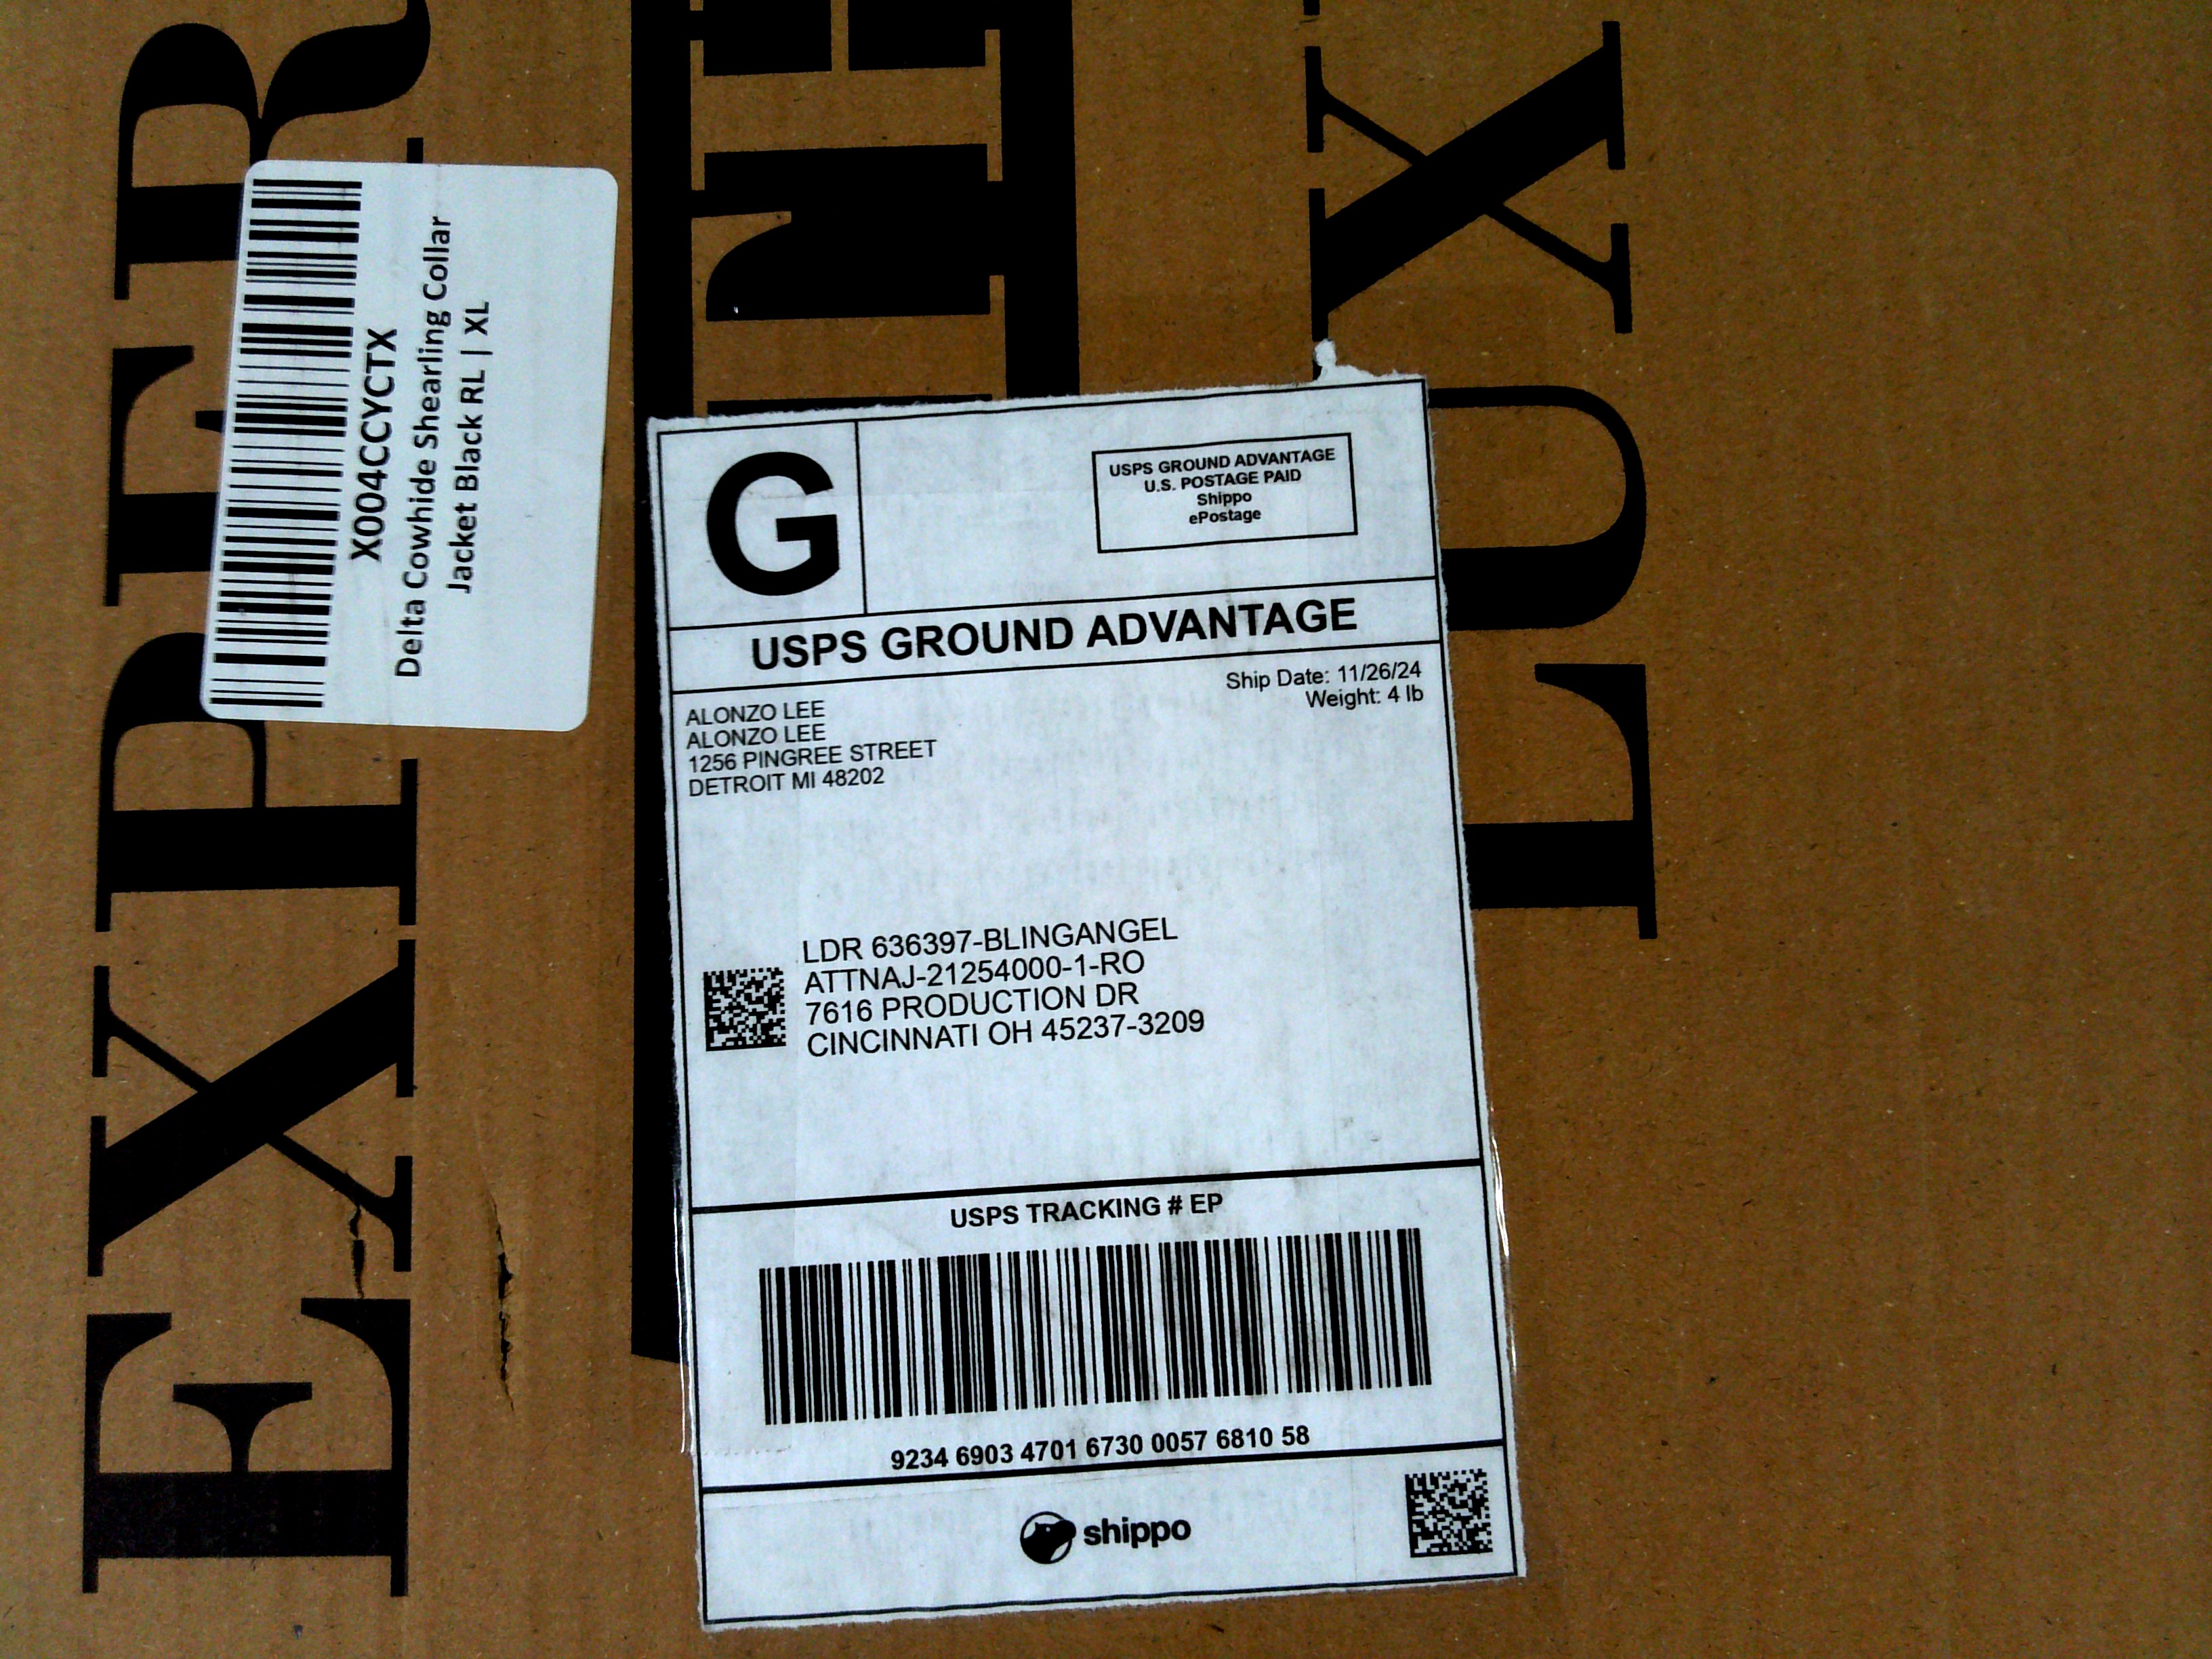 EXPER
LUX
X004CCYCTX
Delta Cowhide Shearling Collar
Jacket Black RL | XL
G
USPS GROUND ADVANTAGE
U.S. POSTAGE PAID
Shippo
ePostage
USPS GROUND ADVANTAGE
Ship Date: 11/26/24
Weight: 4 lb
ALONZO LEE
ALONZO LEE
1256 PINGREE STREET
DETROIT MI 48202
LDR 636397-BLINGANGEL
ATTNAJ-21254000-1-RO
7616 PRODUCTION DR
CINCINNATI OH 45237-3209
USPS TRACKING # EP
9234 6903 4701 6730 0057 6810 58
shippo